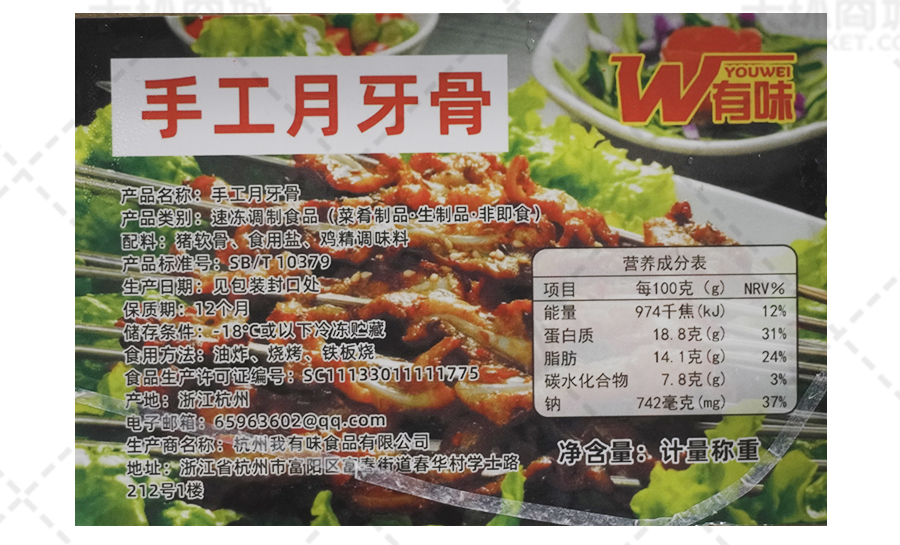 手工月牙骨
W YOUWEI
有味
产品名称：手工月牙骨
产品类别：速冻调制食品（菜肴制品·生制品·非即食）
配料：猪软骨、食用盐、鸡精调味料
产品标准号：SB/T 10379
生产日期：见包装封口处
保质期：12个月
储存条件：-18℃或以下冷冻贮藏
食用方法：油炸、烧烤、铁板烧
食品生产许可证编号：SC11133011111775
产地：浙江杭州
电子邮箱：65963602@qq.com
生产商名称：杭州我有味食品有限公司
地址：浙江省杭州市富阳区富春街道春华村学士路
212号1楼
营养成分表
项目 每100克（g） NRV%
能量 974千焦(kJ) 12%
蛋白质 18.8克(g) 31%
脂肪 14.1克(g) 24%
碳水化合物 7.8克(g) 3%
钠 742毫克(mg) 37%
净含量：计量称重